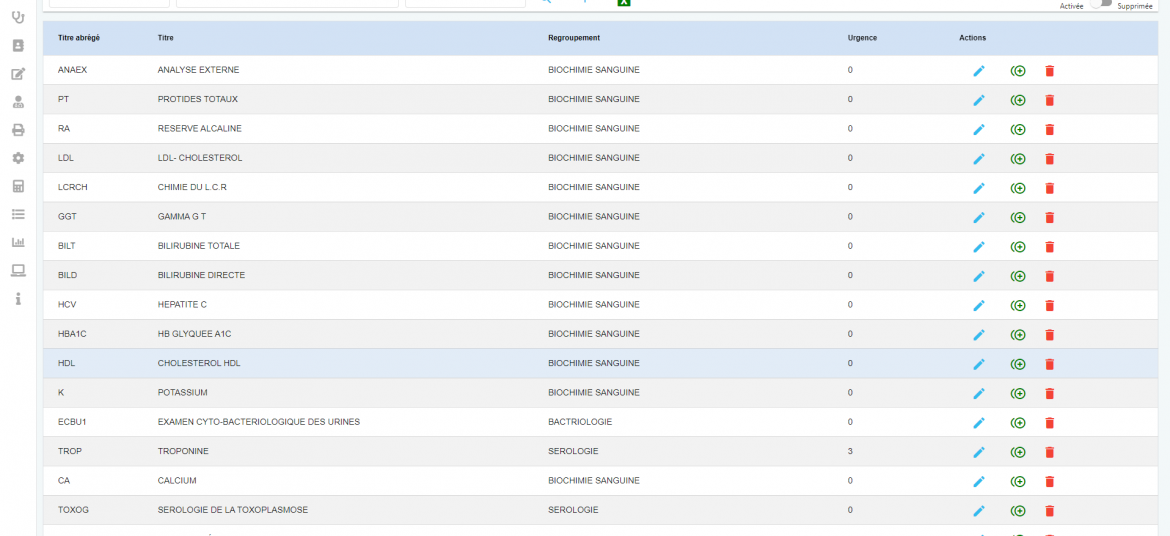 Activée Supprimée
Titre abrégé Titre Regroupement Urgence Actions
ANAEX ANALYSE EXTERNE BIOCHIMIE SANGUINE 0
PT PROTIDES TOTAUX BIOCHIMIE SANGUINE 0
RA RESERVE ALCALINE BIOCHIMIE SANGUINE 0
LDL LDL- CHOLESTEROL BIOCHIMIE SANGUINE 0
LCRCH CHIMIE DU L.C.R BIOCHIMIE SANGUINE 0
GGT GAMMA G T BIOCHIMIE SANGUINE 0
BILT BILIRUBINE TOTALE BIOCHIMIE SANGUINE 0
BILD BILIRUBINE DIRECTE BIOCHIMIE SANGUINE 0
HCV HEPATITE C BIOCHIMIE SANGUINE 0
HBA1C HB GLYQUEE A1C BIOCHIMIE SANGUINE 0
HDL CHOLESTEROL HDL BIOCHIMIE SANGUINE 0
K POTASSIUM BIOCHIMIE SANGUINE 0
ECBU1 EXAMEN CYTO-BACTERIOLOGIQUE DES URINES BACTRIOLOGIE 0
TROP TROPONINE SEROLOGIE 3
CA CALCIUM BIOCHIMIE SANGUINE 0
TOXOG SEROLOGIE DE LA TOXOPLASMOSE SEROLOGIE 0